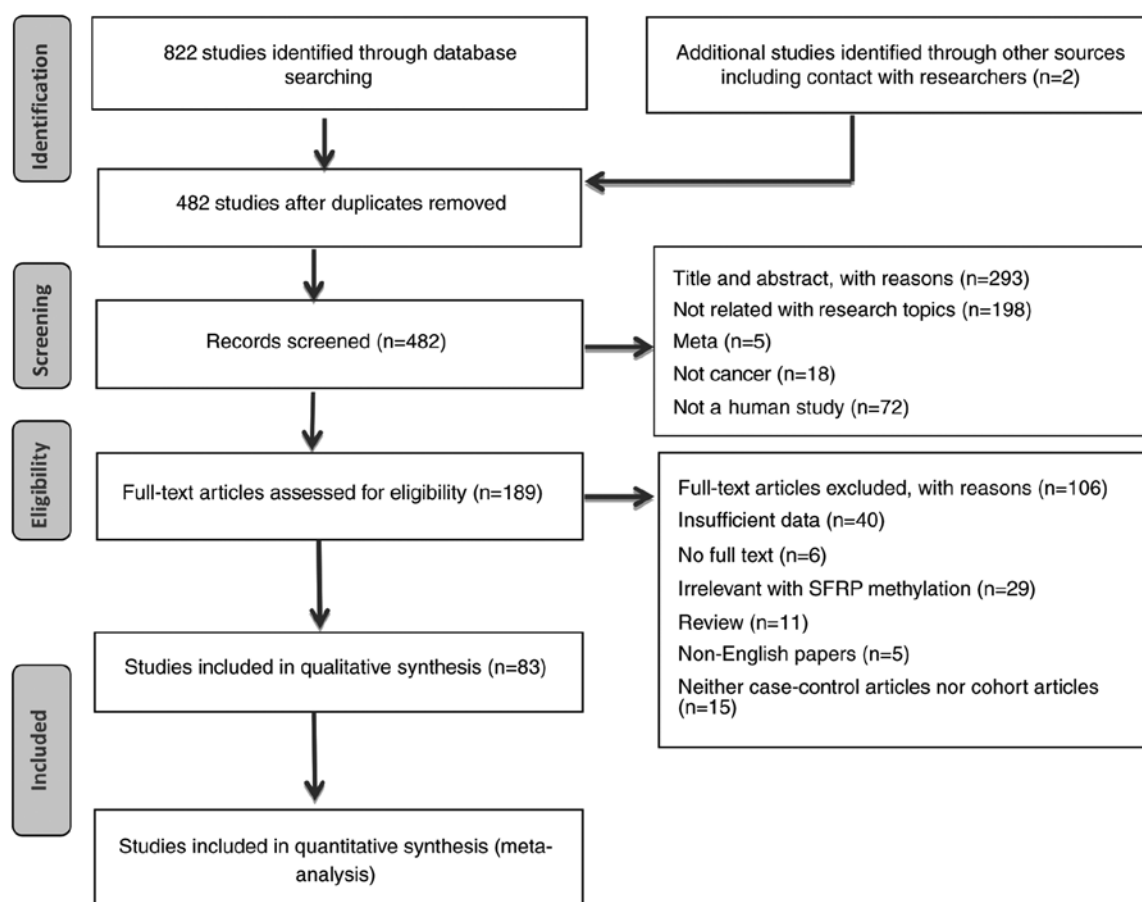 Identification
822 studies identified through database
searching
Additional studies identified through other sources
including contact with researchers (n=2)
482 studies after duplicates removed
Screening
Records screened (n=482)
Title and abstract, with reasons (n=293)
Not related with research topics (n=198)
Meta (n=5)
Not cancer (n=18)
Not a human study (n=72)
Eligibility
Full-text articles assessed for eligibility (n=189)
Full-text articles excluded, with reasons (n=106)
Insufficient data (n=40)
No full text (n=6)
Irrelevant with SFRP methylation (n=29)
Review (n=11)
Non-English papers (n=5)
Neither case-control articles nor cohort articles
(n=15)
Included
Studies included in qualitative synthesis (n=83)
Studies included in quantitative synthesis (meta-
analysis)